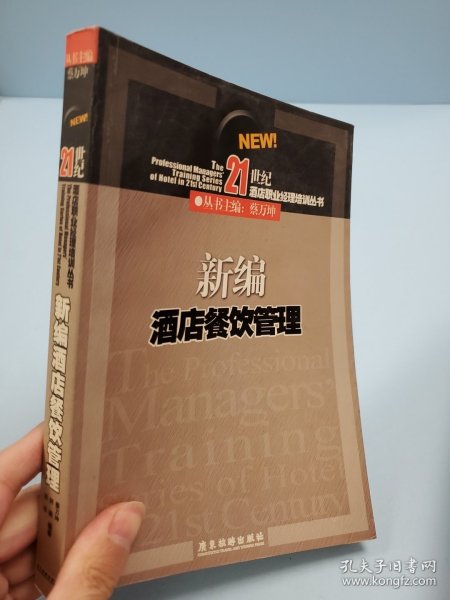 丛书主编
蔡万坤
NEW!
21世纪
酒店职业经理培训丛书
新编酒店餐饮管理
NEW!
The
Professional Managers'
Training Series
of Hotel in 21st Century
21世纪
酒店职业经理培训丛书
●丛书主编：蔡万坤
新编
酒店餐饮管理
The Professional
Managers'
Training
Series of Hotel
21st Century
广东旅游出版社
GUANGDONG TRAVEL AND TOURISM PRESS
孔夫子旧书网
www.kongfz.com